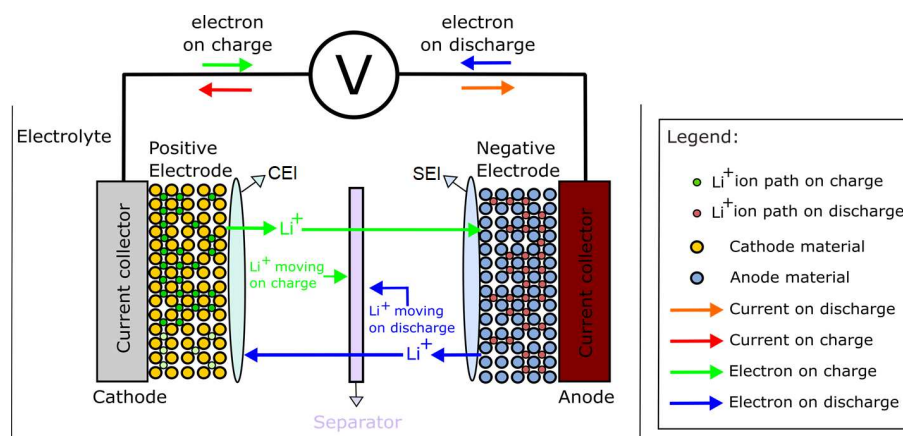 electron
on charge
electron
on discharge
V
Electrolyte
Positive
Electrode
CEI
SEI
Negative
Electrode
Current collector
Li+
Li+ moving
on charge
Li+ moving
on discharge
Li+
Current collector
Cathode
Separator
Anode
Legend:
Li+ ion path on charge
Li+ ion path on discharge
Cathode material
Anode material
Current on discharge
Current on charge
Electron on charge
Electron on discharge